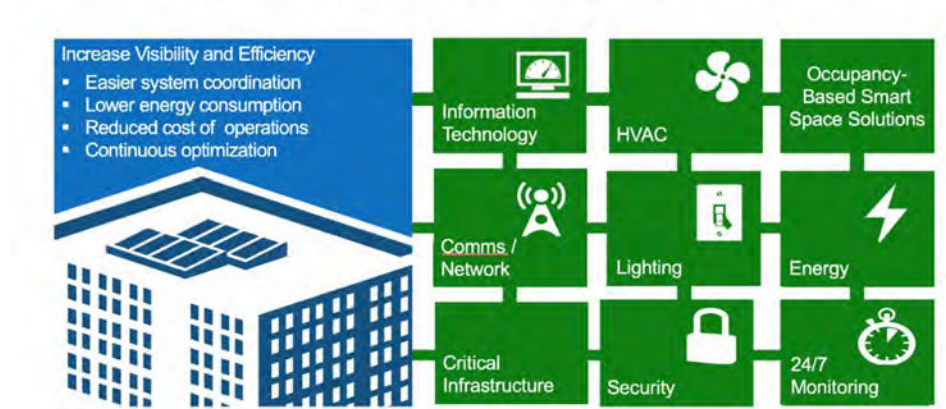 Increase Visibility and Efficiency
▪ Easier system coordination
▪ Lower energy consumption
▪ Reduced cost of operations
▪ Continuous optimization
Information
Technology
HVAC
Occupancy-
Based Smart
Space Solutions
Comms /
Network
Lighting
Energy
Critical
Infrastructure
Security
24/7
Monitoring